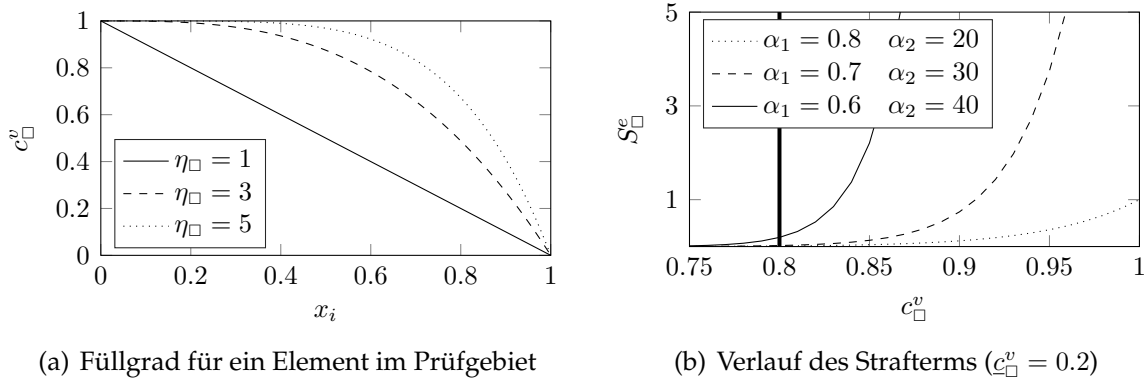 1
0.8
0.6
0.4
0.2
0
c^v_□
η_□ = 1
η_□ = 3
η_□ = 5
0 0.2 0.4 0.6 0.8 1
x_i
(a) Füllgrad für ein Element im Prüfgebiet
5
3
1
S^e_□
α_1 = 0.8 α_2 = 20
α_1 = 0.7 α_2 = 30
α_1 = 0.6 α_2 = 40
0.75 0.8 0.85 0.9 0.95 1
c^v_□
(b) Verlauf des Strafterms (c̲^v_□ = 0.2)